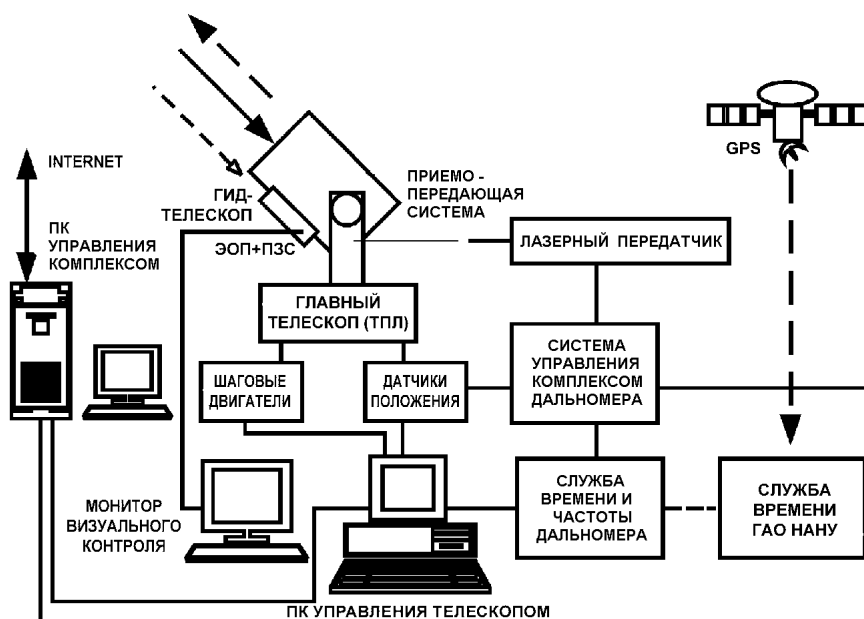 INTERNET
GPS
ПРИЕМО -
ПЕРЕДАЮЩАЯ
СИСТЕМА
ГИД-
ТЕЛЕСКОП
ЭОП+ПЗС
ПК
УПРАВЛЕНИЯ
КОМПЛЕКСОМ
ЛАЗЕРНЫЙ ПЕРЕДАТЧИК
ГЛАВНЫЙ
ТЕЛЕСКОП (ТПЛ)
СИСТЕМА
УПРАВЛЕНИЯ
КОМПЛЕКСОМ
ДАЛЬНОМЕРА
ШАГОВЫЕ
ДВИГАТЕЛИ
ДАТЧИКИ
ПОЛОЖЕНИЯ
МОНИТОР
ВИЗУАЛЬНОГО
КОНТРОЛЯ
СЛУЖБА
ВРЕМЕНИ И
ЧАСТОТЫ
ДАЛЬНОМЕРА
СЛУЖБА
ВРЕМЕНИ
ГАО НАНУ
ПК УПРАВЛЕНИЯ ТЕЛЕСКОПОМ